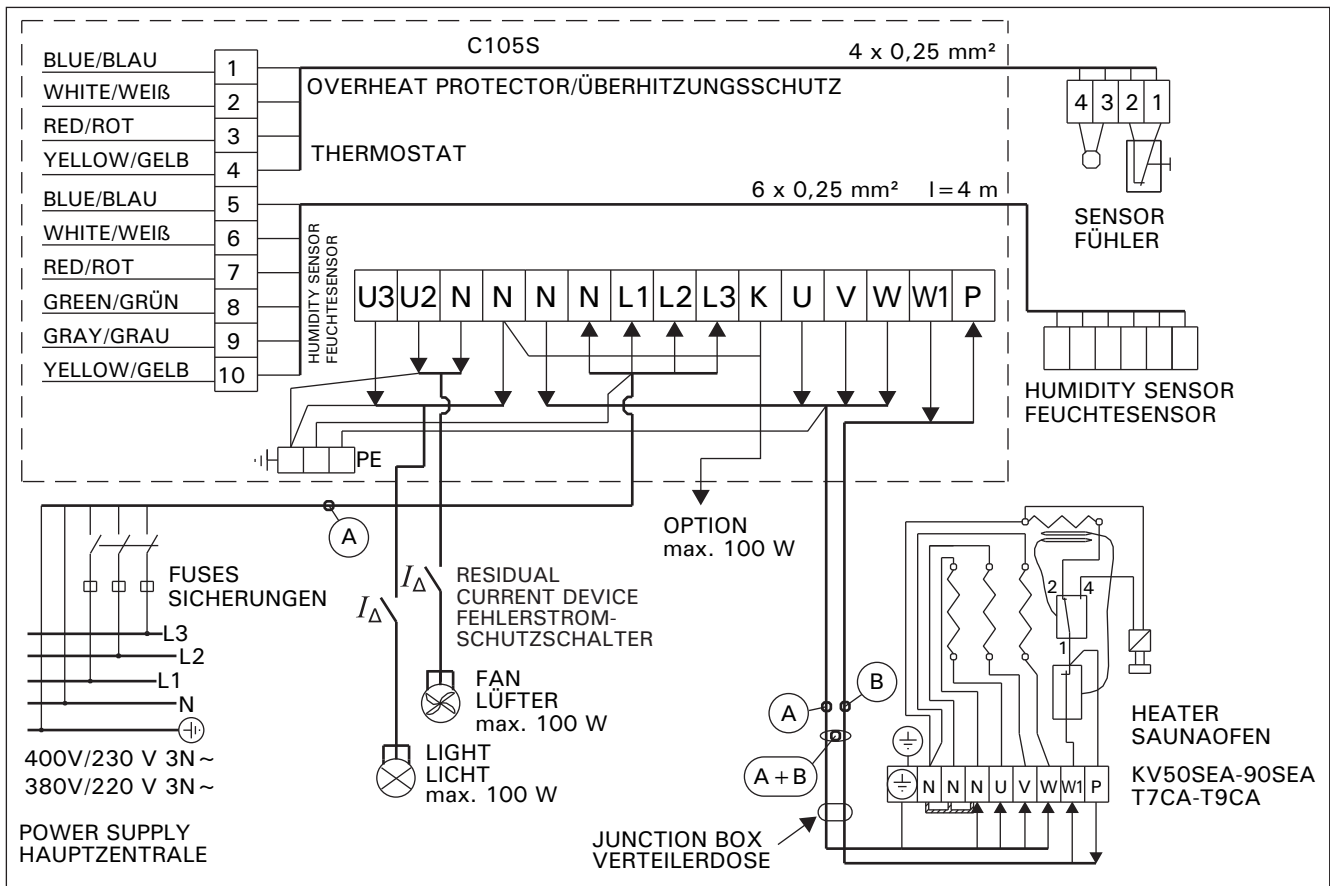 C105S
4 x 0,25 mm²
BLUE/BLAU 1
WHITE/WEIß 2
RED/ROT 3
YELLOW/GELB 4
BLUE/BLAU 5
WHITE/WEIß 6
RED/ROT 7
GREEN/GRÜN 8
GRAY/GRAU 9
YELLOW/GELB 10
OVERHEAT PROTECTOR/ÜBERHITZUNGSSCHUTZ
THERMOSTAT
4 3 2 1
SENSOR
FÜHLER
6 x 0,25 mm² l=4 m
HUMIDITY SENSOR
FEUCHTESENSOR
U3 U2 N N N N L1 L2 L3 K U V W W1 P
HUMIDITY SENSOR
FEUCHTESENSOR
PE
A
OPTION
max. 100 W
FUSES
SICHERUNGEN
L3
L2
L1
N
400V/230 V 3N~
380V/220 V 3N~
POWER SUPPLY
HAUPTZENTRALE
I∆
I∆
RESIDUAL
CURRENT DEVICE
FEHLERSTROM-
SCHUTZSCHALTER
FAN
LÜFTER
max. 100 W
LIGHT
LICHT
max. 100 W
A
B
A+B
JUNCTION BOX
VERTEILERDOSE
2 4
1
N N N U V W W1 P
HEATER
SAUNAOFEN
KV50SEA-90SEA
T7CA-T9CA